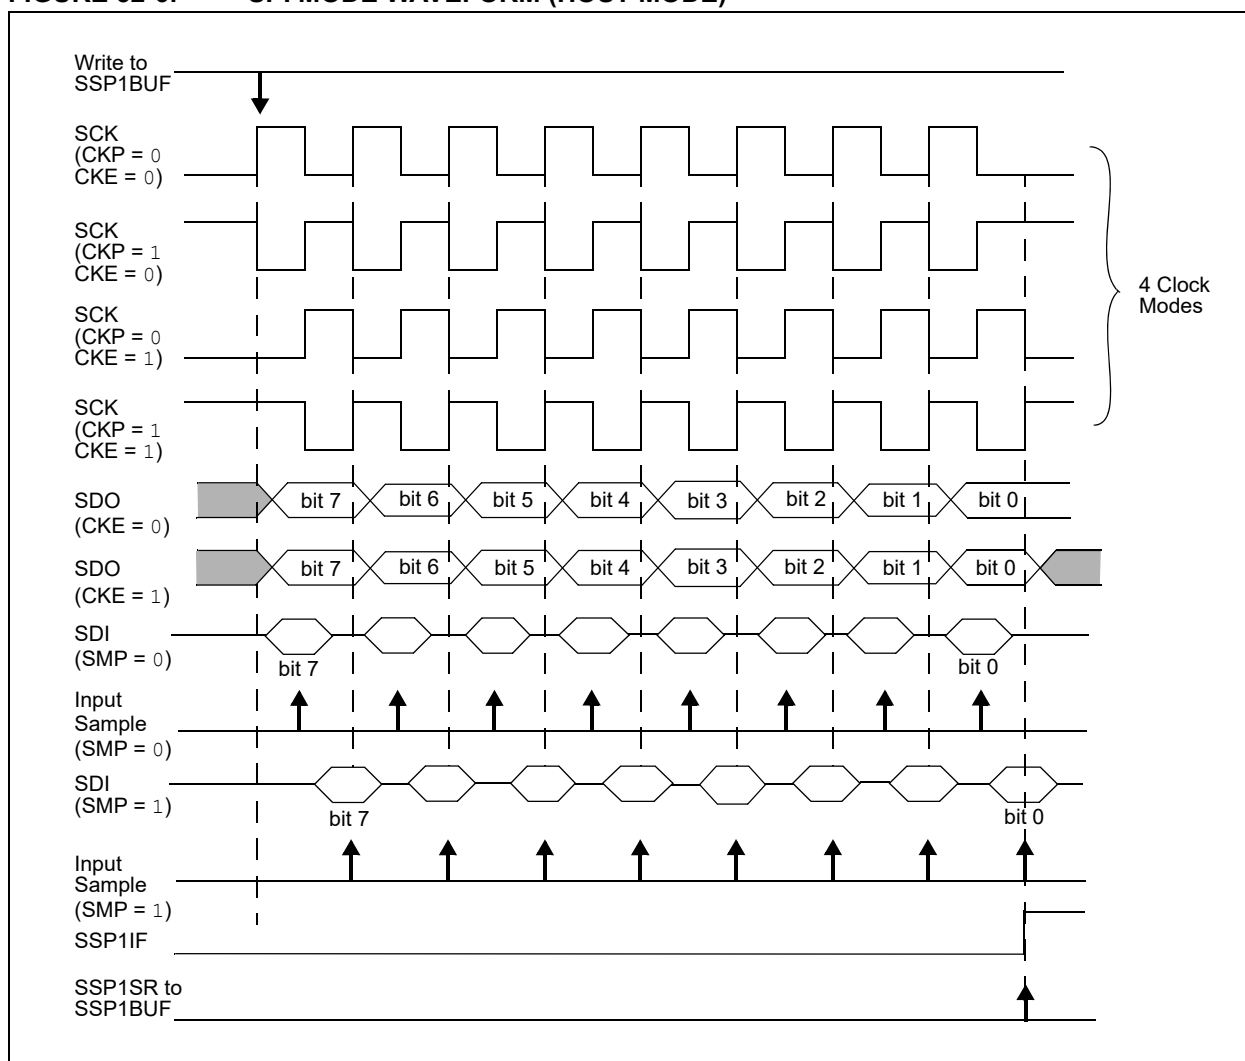 Write to
SSP1BUF
SCK
(CKP = 0
CKE = 0)
SCK
(CKP = 1
CKE = 0)
SCK
(CKP = 0
CKE = 1)
SCK
(CKP = 1
CKE = 1)
4 Clock
Modes
SDO
(CKE = 0)
bit 7 bit 6 bit 5 bit 4 bit 3 bit 2 bit 1 bit 0
SDO
(CKE = 1)
bit 7 bit 6 bit 5 bit 4 bit 3 bit 2 bit 1 bit 0
SDI
(SMP = 0)
bit 7 bit 0
Input
Sample
(SMP = 0)
SDI
(SMP = 1)
bit 7 bit 0
Input
Sample
(SMP = 1)
SSP1IF
SSP1SR to
SSP1BUF